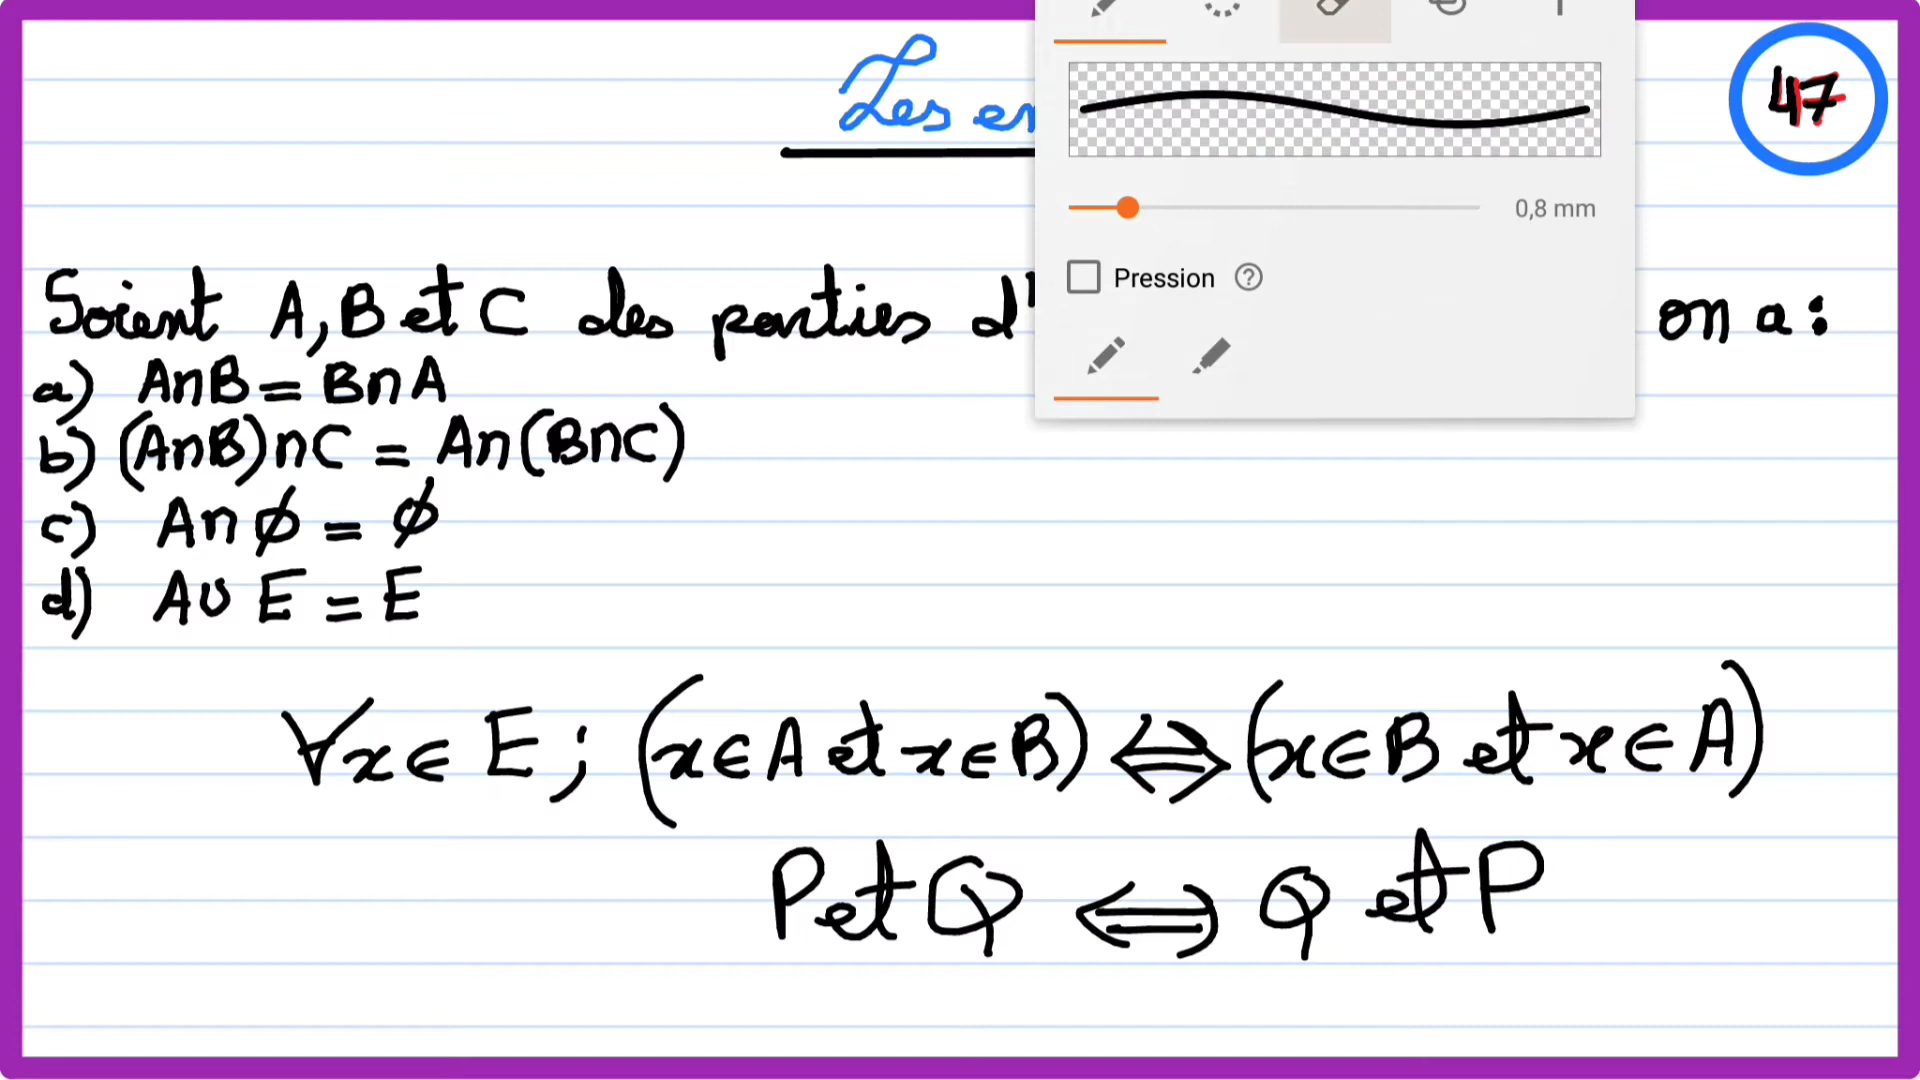 Les en
47
0,8 mm
Pression
Soient A, B et C des parties d'
on a :
a) A∩B = B∩A
b) (A∩B)∩C = A∩(B∩C)
c) A∩∅ = ∅
d) A∪E = E
∀x∈E ; (x∈A et x∈B) ⟺ (x∈B et x∈A)
P et Q ⟺ Q et P